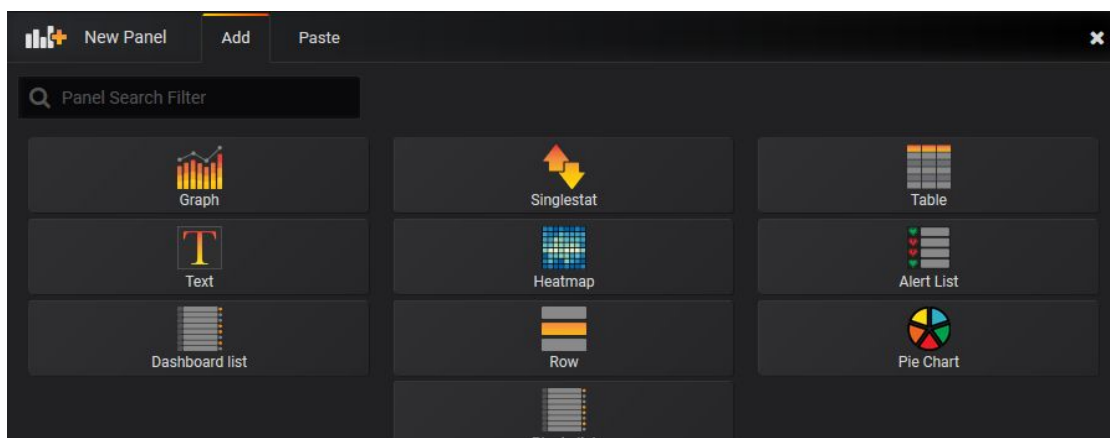 New Panel Add Paste
Panel Search Filter
Graph Singlestat Table
Text Heatmap Alert List
Dashboard list Row Pie Chart